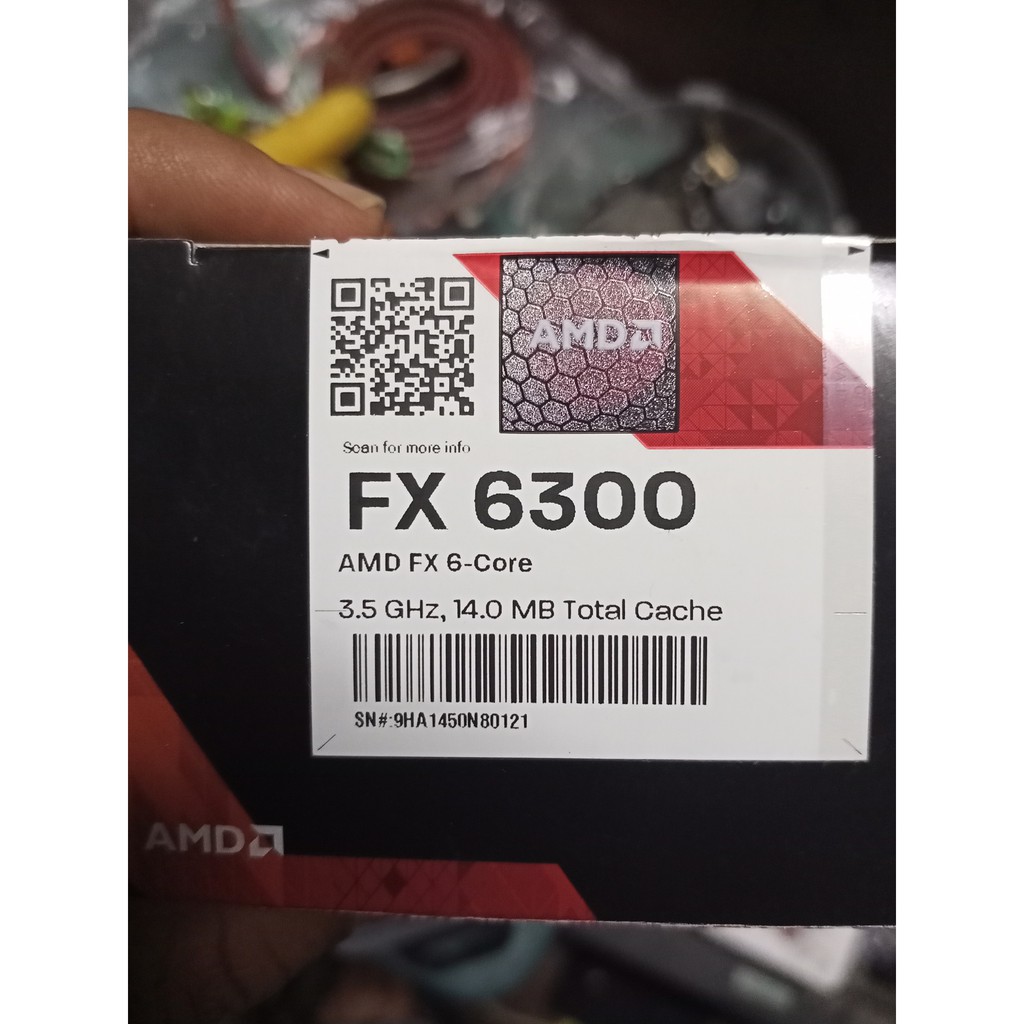 AMD
Scan for more info
FX 6300
AMD FX 6-Core
3.5 GHz, 14.0 MB Total Cache
SN#:9HA1450N80121
AMD